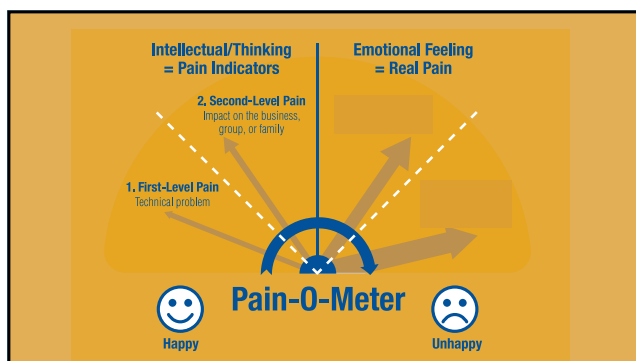 Intellectual/Thinking
= Pain Indicators
Emotional Feeling
= Real Pain
2. Second-Level Pain
Impact on the business,
group, or family
1. First-Level Pain
Technical problem
Pain-O-Meter
Happy
Unhappy